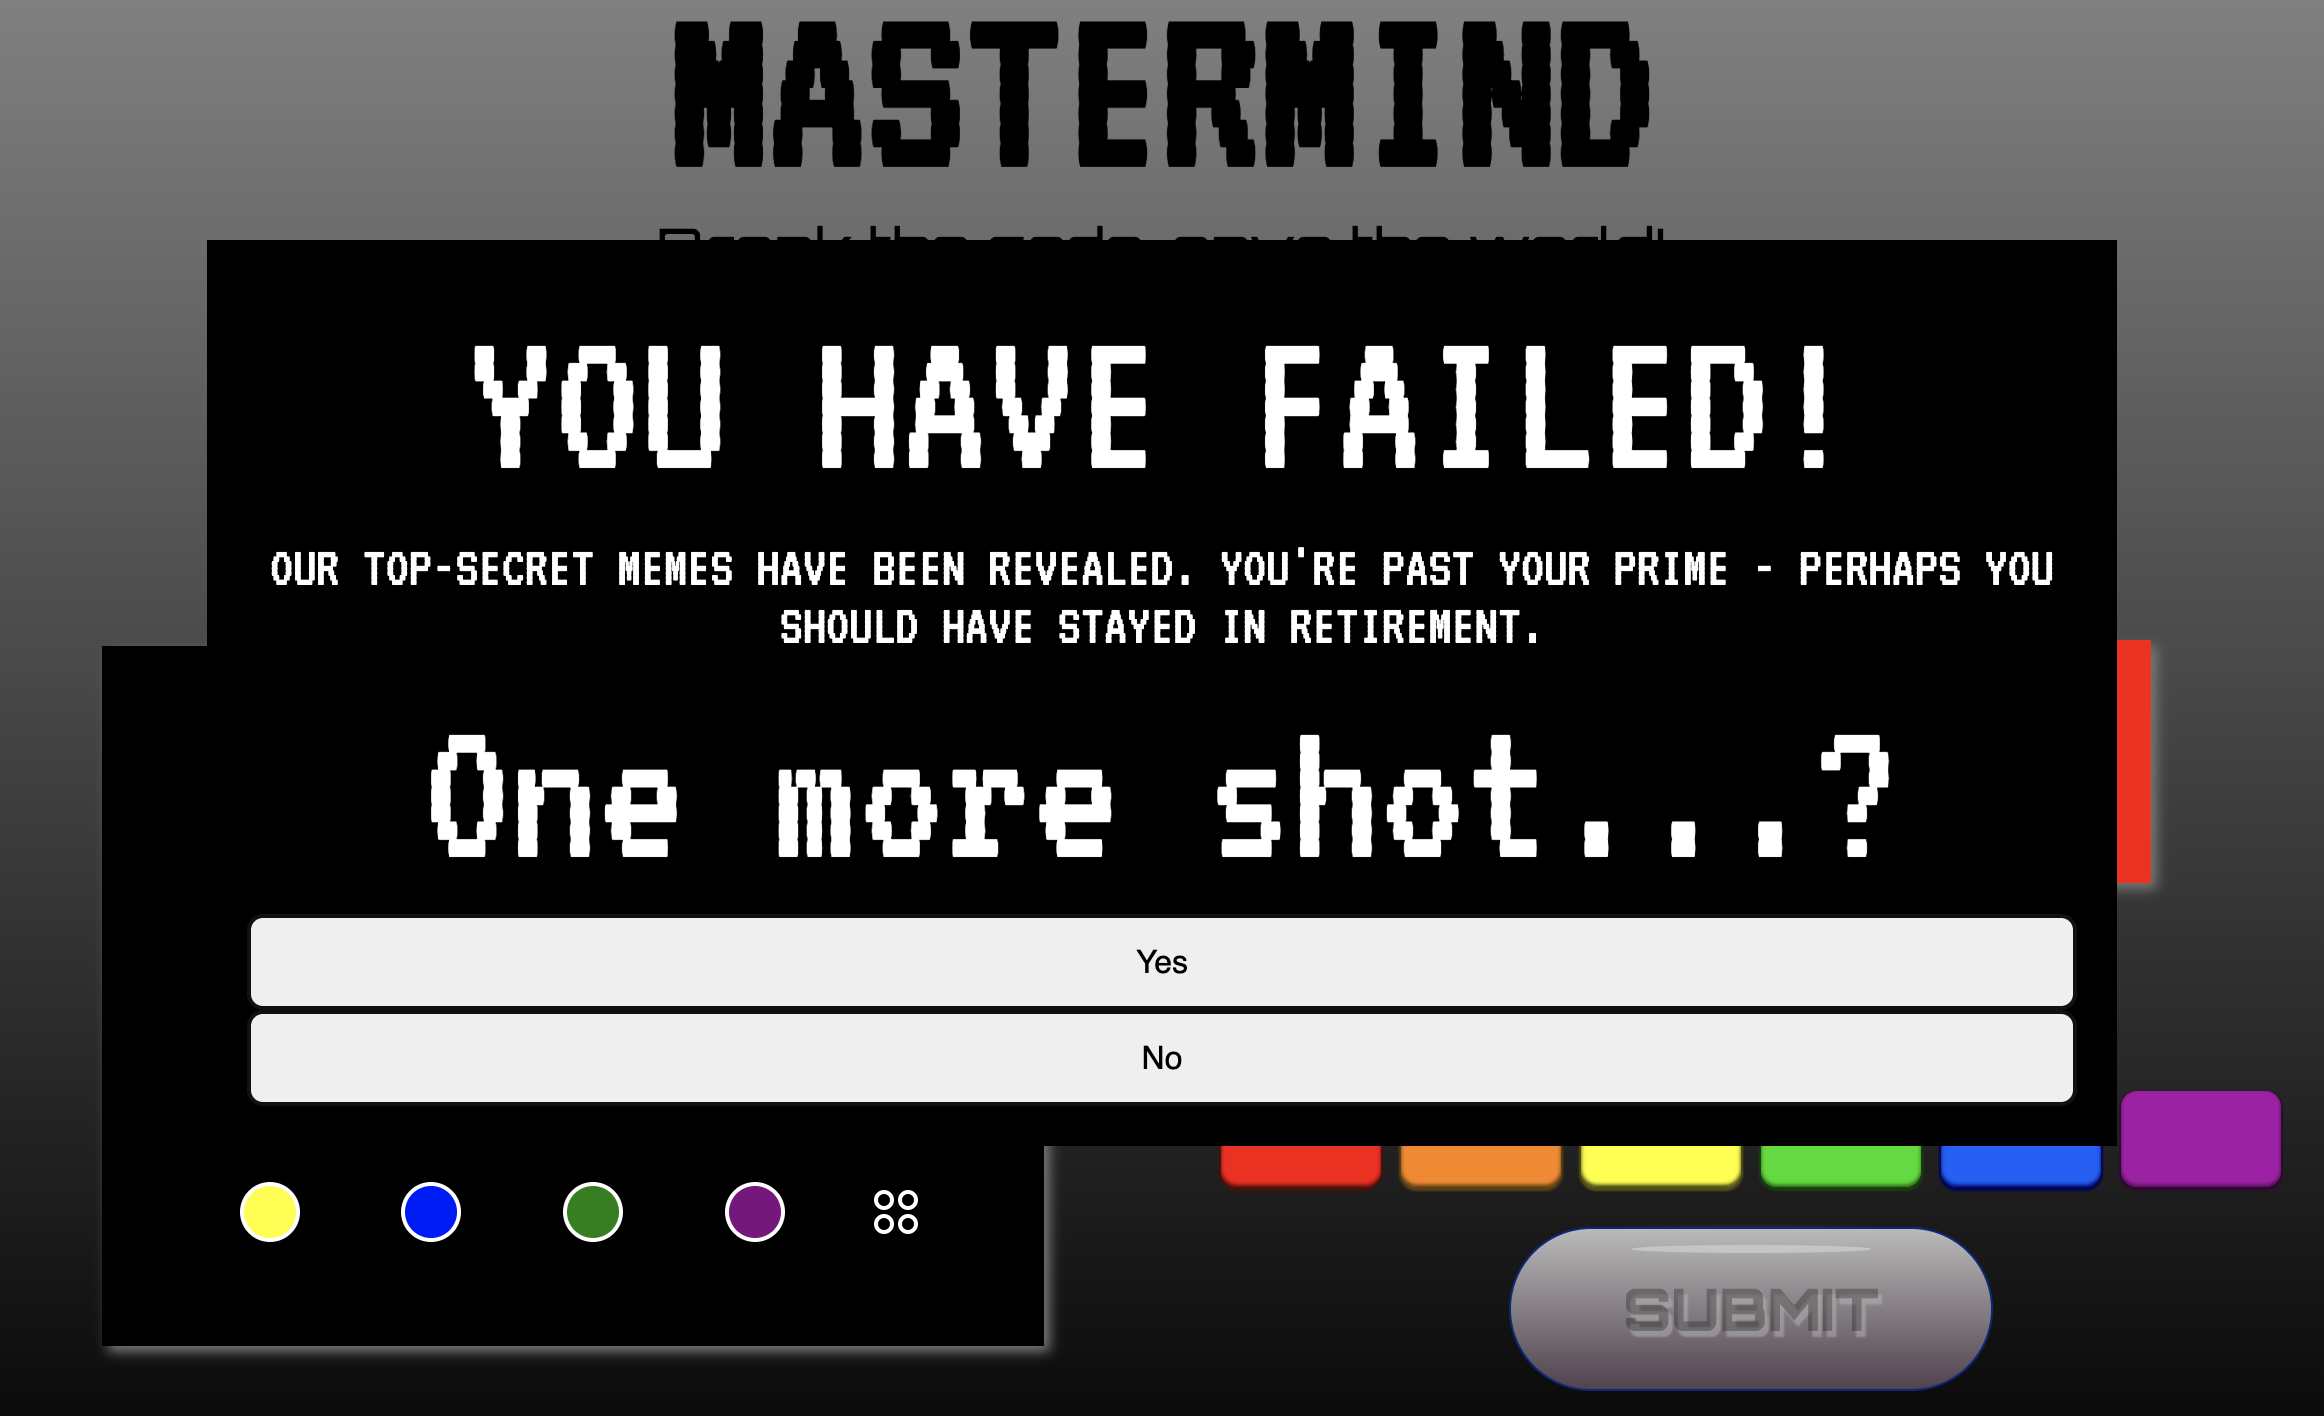 MASTERMIND
YOU HAVE FAILED!
OUR TOP-SECRET MEMES HAVE BEEN REVEALED. YOU'RE PAST YOUR PRIME - PERHAPS YOU
SHOULD HAVE STAYED IN RETIREMENT.
One more shot...?
Yes
No
SUBMIT